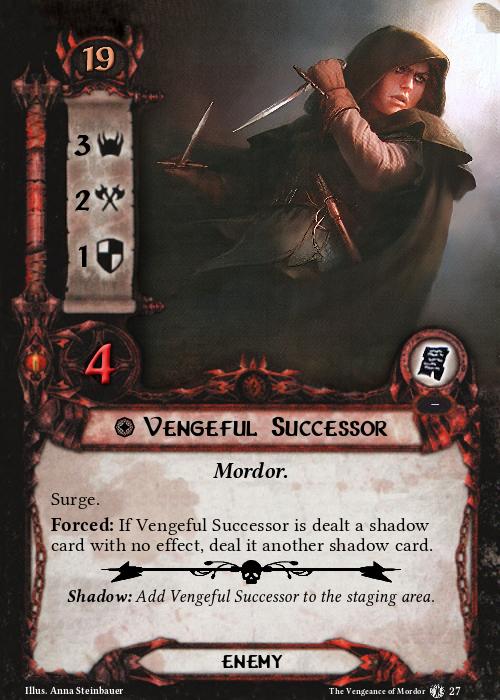 19
3
2
1
4
–
VENGEFUL SUCCESSOR
Mordor.
Surge.
Forced: If Vengeful Successor is dealt a shadow
card with no effect, deal it another shadow card.
Shadow: Add Vengeful Successor to the staging area.
ENEMY
Illus. Anna Steinbauer
The Vengeance of Mordor 27